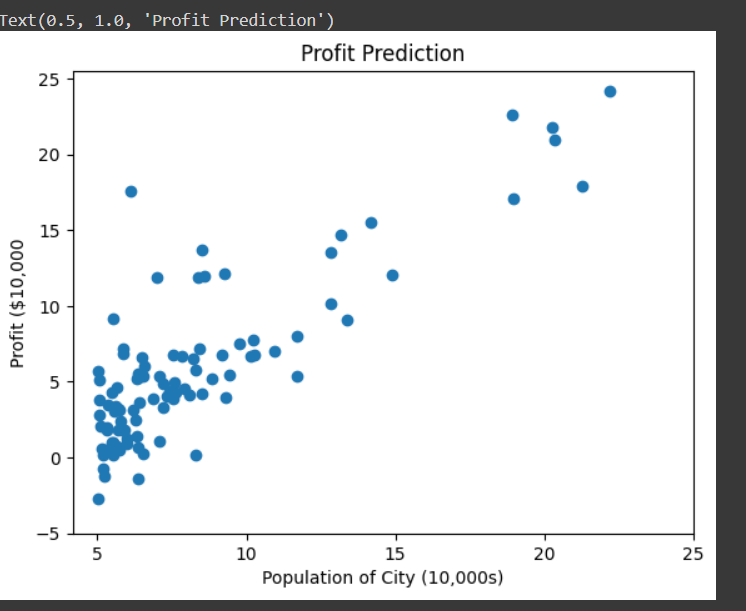 Text(0.5, 1.0, 'Profit Prediction')
Profit Prediction
25
20
15
10
5
0
−5
Profit ($10,000
5 10 15 20 25
Population of City (10,000s)